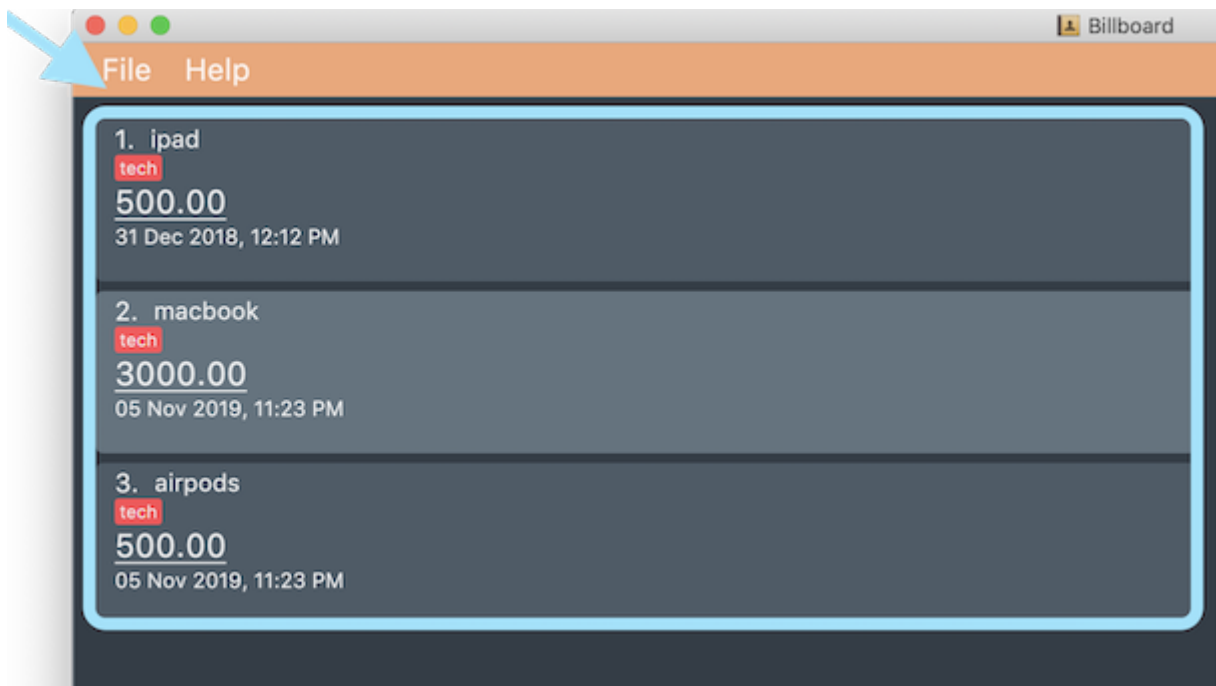 Billboard
File Help
1. ipad
tech
500.00
31 Dec 2018, 12:12 PM
2. macbook
tech
3000.00
05 Nov 2019, 11:23 PM
3. airpods
tech
500.00
05 Nov 2019, 11:23 PM